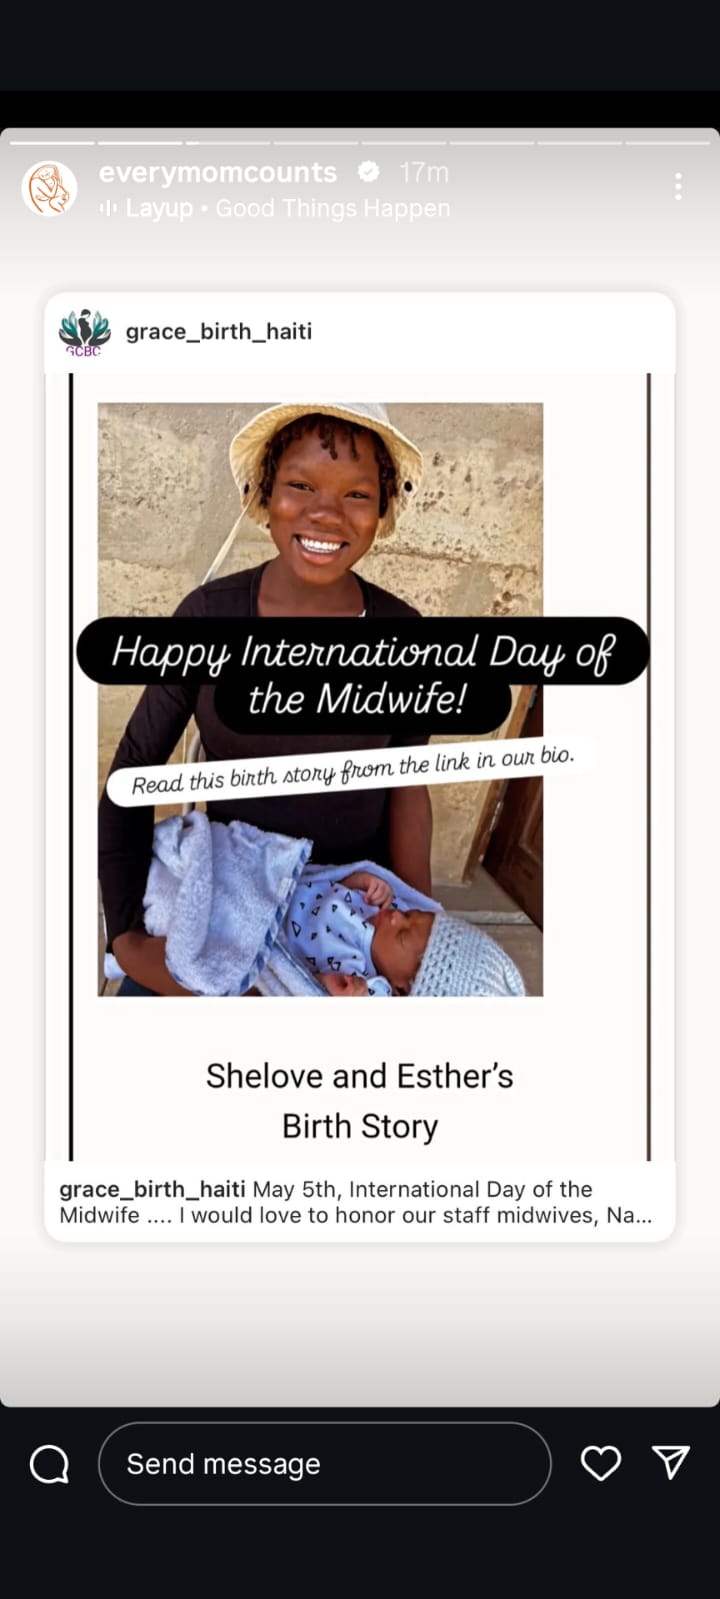 everymomcounts 17m
Layup • Good Things Happen
GCBC
grace_birth_haiti
Happy International Day of
the Midwife!
Read this birth story from the link in our bio.
Shelove and Esther’s
Birth Story
grace_birth_haiti May 5th, International Day of the
Midwife .... I would love to honor our staff midwives, Na...
Send message